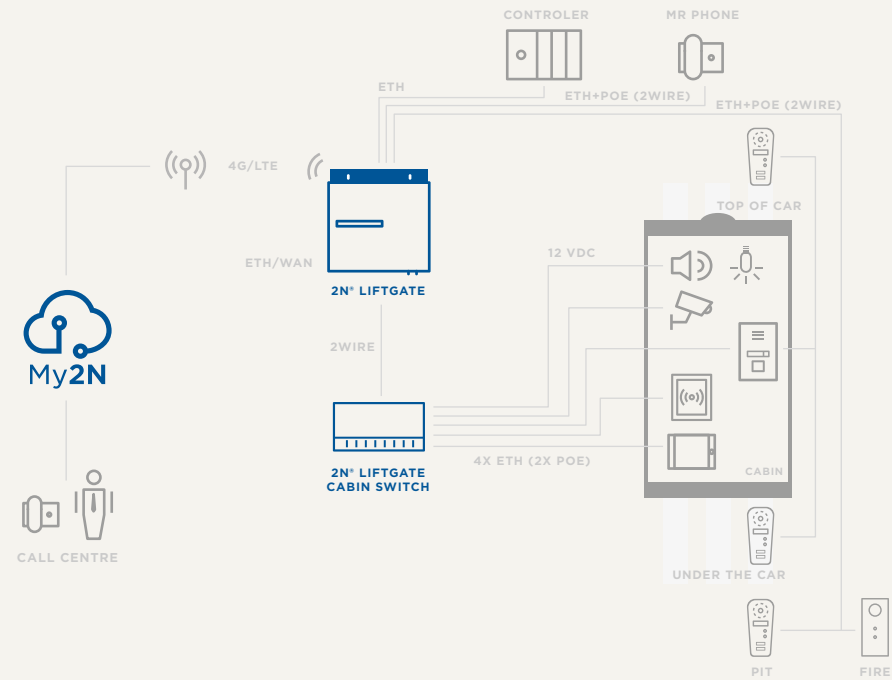 CONTROLER
MR PHONE
ETH
ETH+POE (2WIRE)
ETH+POE (2WIRE)
4G/LTE
TOP OF CAR
ETH/WAN
12 VDC
2N® LIFTGATE
2WIRE
My2N
4X ETH (2X POE)
2N® LIFTGATE
CABIN SWITCH
CABIN
CALL CENTRE
UNDER THE CAR
PIT
FIRE